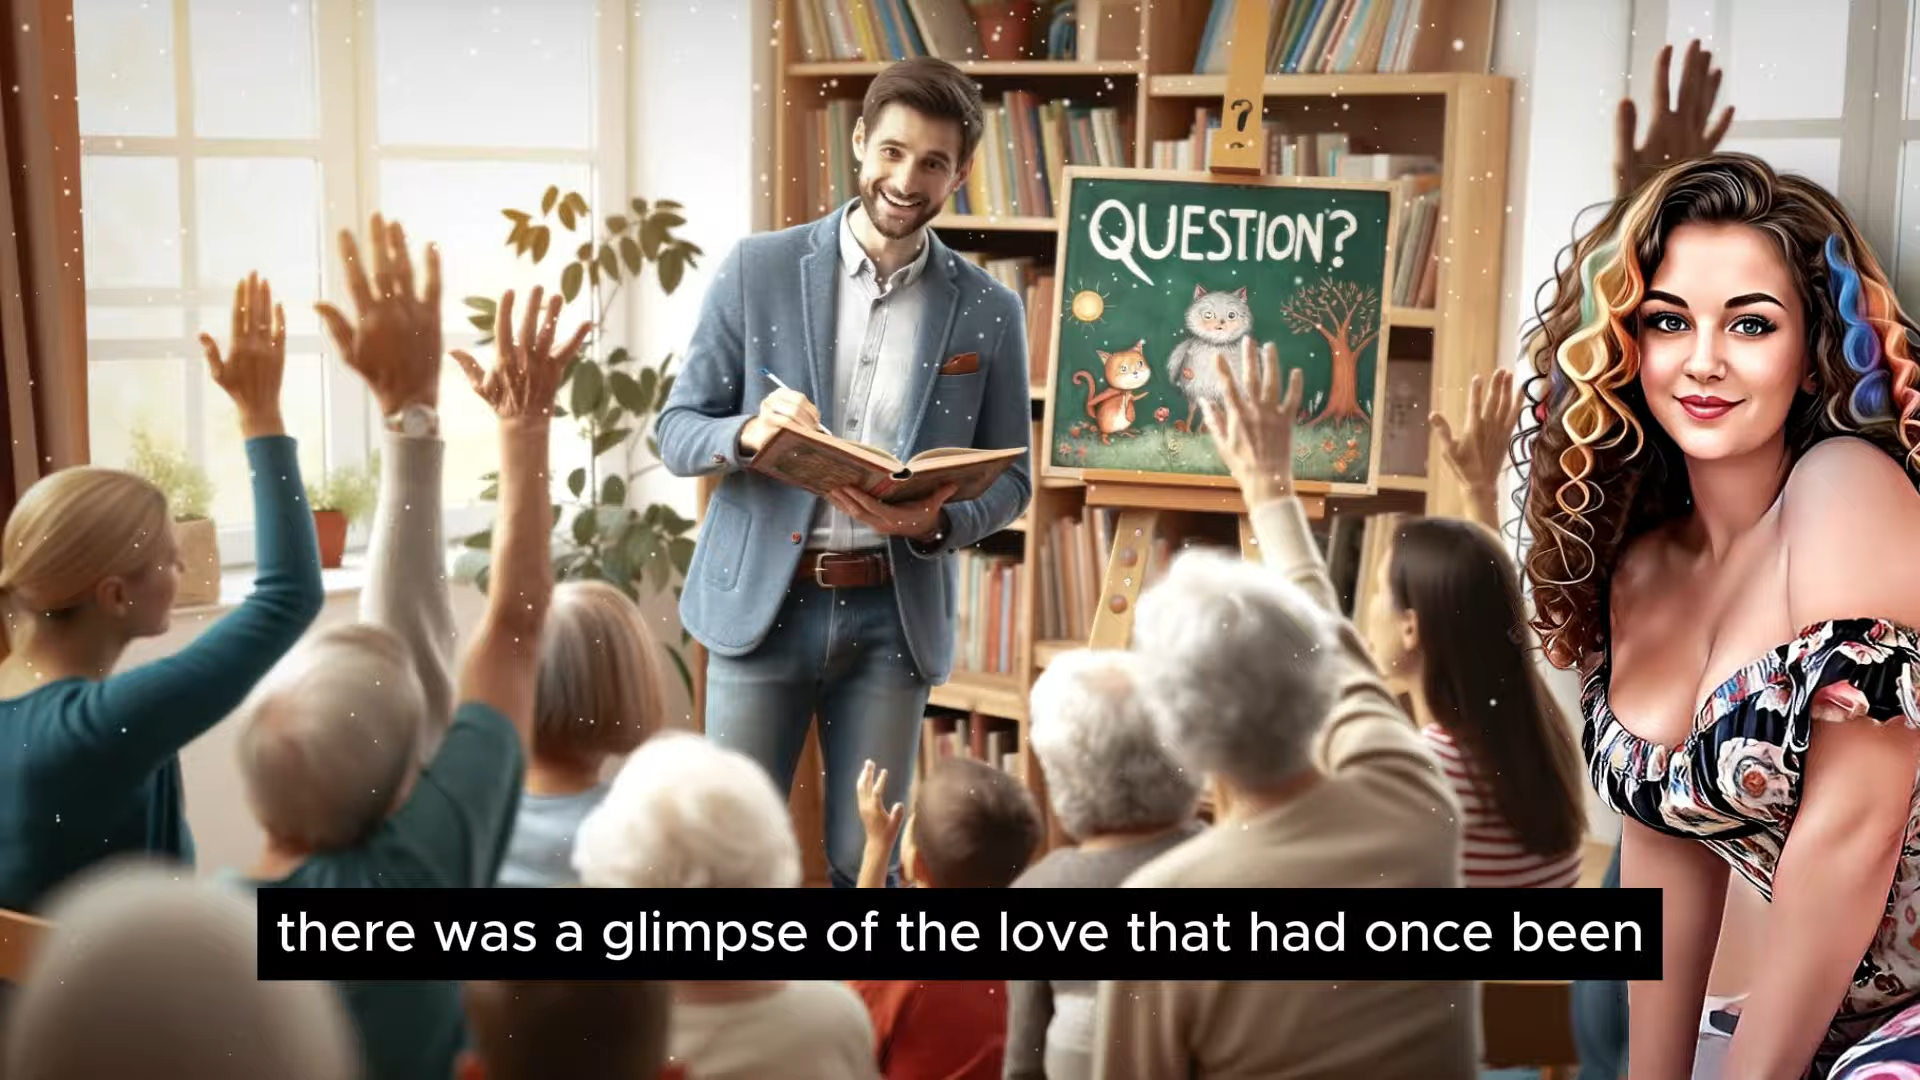 ?
QUESTION?
there was a glimpse of the love that had once been